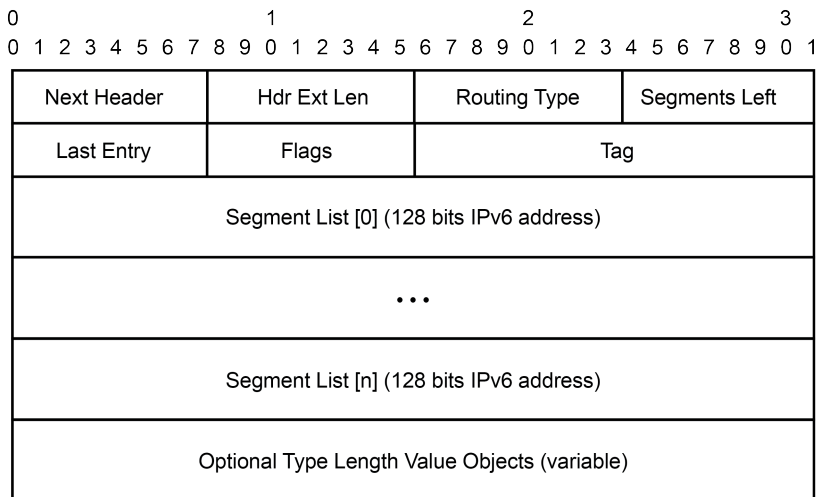 0 1 2 3
0 1 2 3 4 5 6 7 8 9 0 1 2 3 4 5 6 7 8 9 0 1 2 3 4 5 6 7 8 9 0 1
Next Header Hdr Ext Len Routing Type Segments Left
Last Entry Flags Tag
Segment List [0] (128 bits IPv6 address)
...
Segment List [n] (128 bits IPv6 address)
Optional Type Length Value Objects (variable)